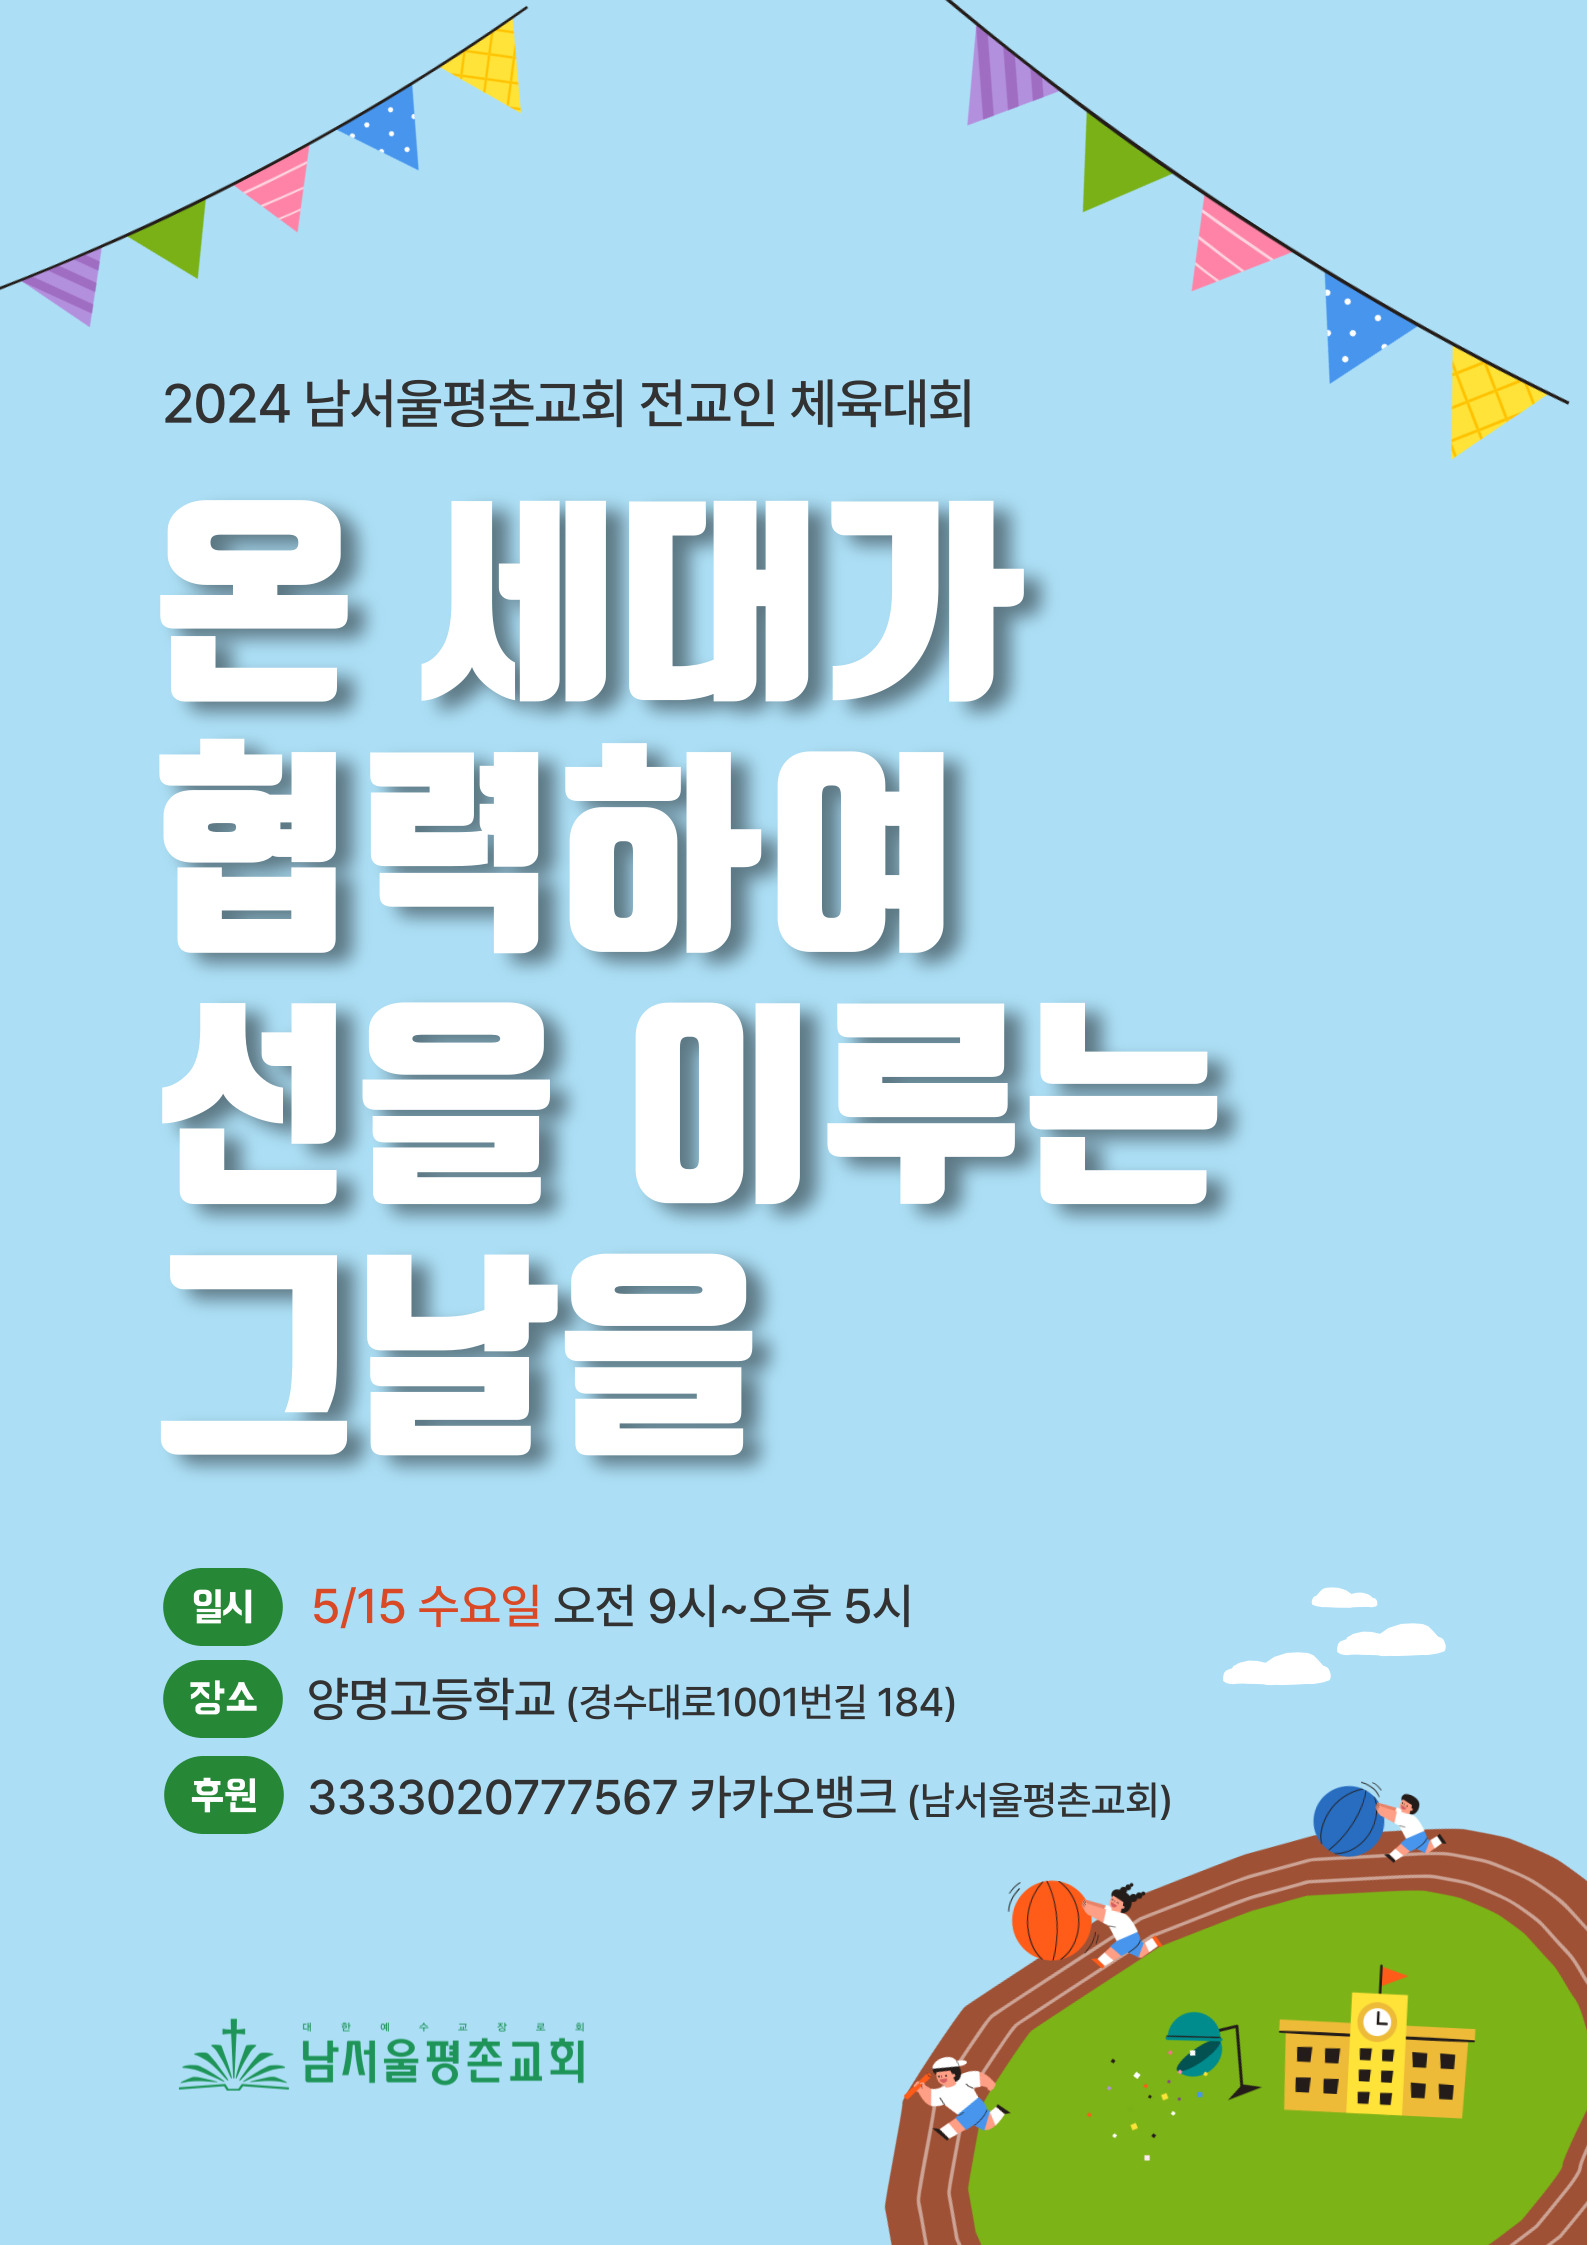 2024 남서울평촌교회 전교인 체육대회
온 세대가
협력하여
선을 이루는
그날을
일시 5/15 수요일 오전 9시~오후 5시
장소 양명고등학교 (경수대로1001번길 184)
후원 3333020777567 카카오뱅크 (남서울평촌교회)
대한예수교장로회
남서울평촌교회